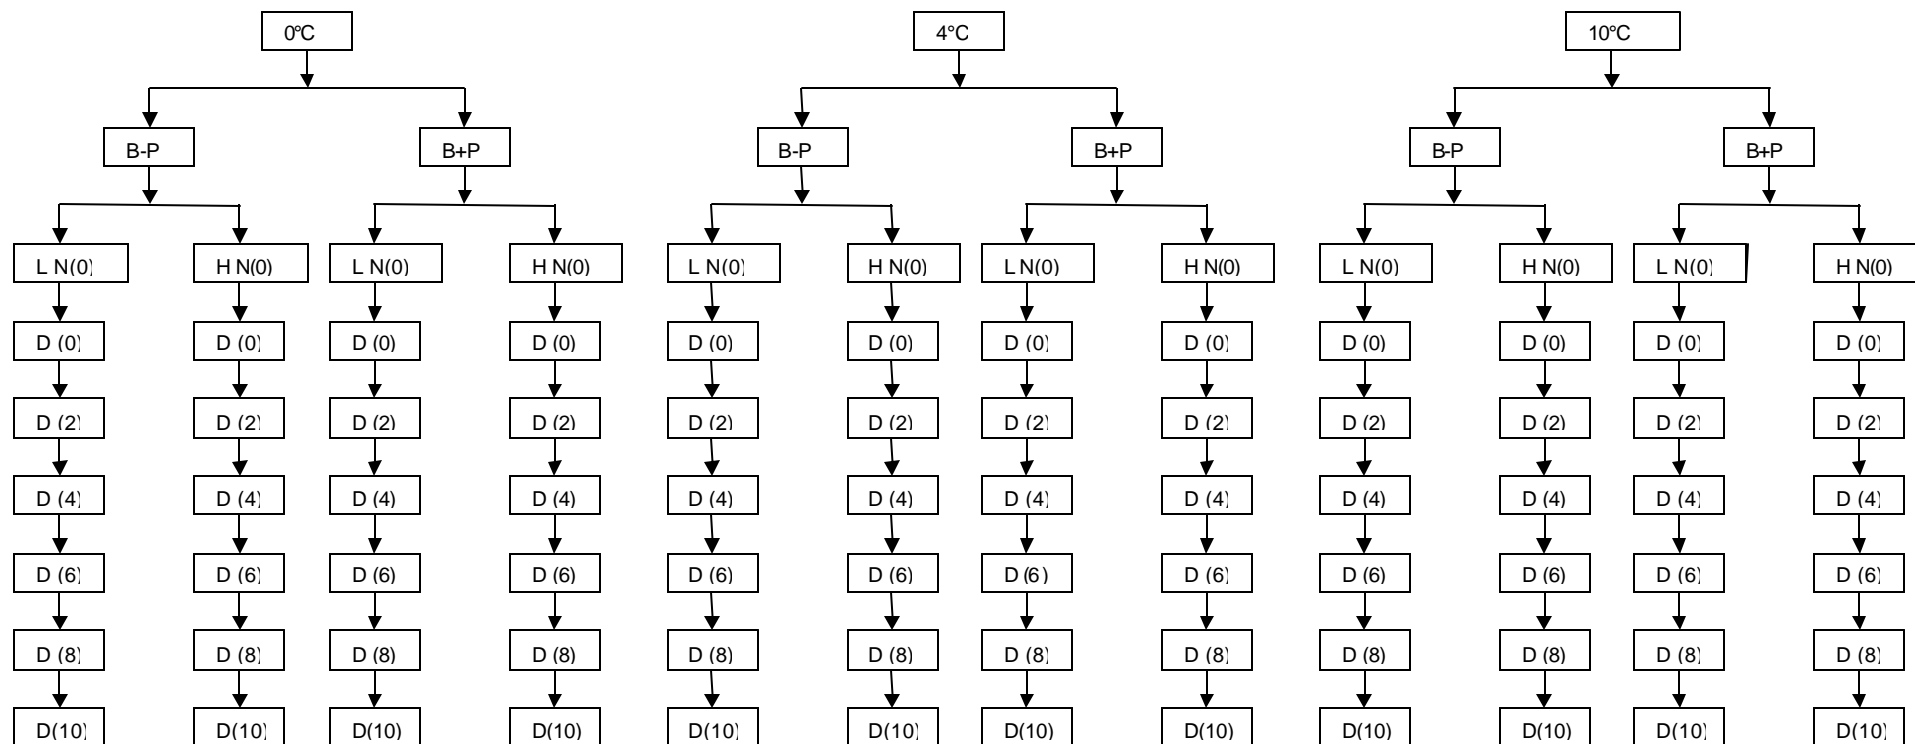 0°C 4°C 10°C
B-P B+P B-P B+P B-P B+P
L N(0) H N(0) L N(0) H N(0) L N(0) H N(0) L N(0) H N(0) L N(0) H N(0) L N(0) H N(0)
D (0) D (0) D (0) D (0) D (0) D (0) D (0) D (0) D (0) D (0) D (0) D (0)
D (2) D (2) D (2) D (2) D (2) D (2) D (2) D (2) D (2) D (2) D (2) D (2)
D (4) D (4) D (4) D (4) D (4) D (4) D (4) D (4) D (4) D (4) D (4) D (4)
D (6) D (6) D (6) D (6) D (6) D (6) D (6) D (6) D (6) D (6) D (6) D (6)
D (8) D (8) D (8) D (8) D (8) D (8) D (8) D (8) D (8) D (8) D (8) D (8)
D(10) D(10) D(10) D(10) D(10) D(10) D(10) D(10) D(10) D(10) D(10) D(10)